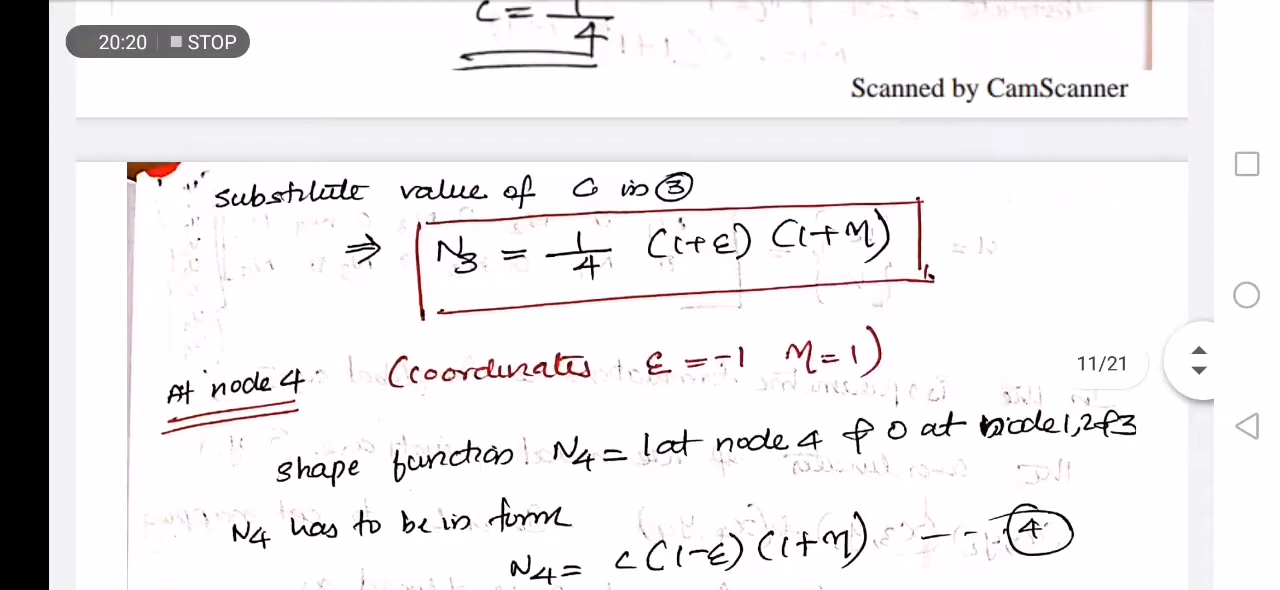 C = 1/4
20:20 STOP
Scanned by CamScanner
substitute value of C in ③
⇒ N3 = 1/4 (1+ε) (1+η)
At node 4: (coordinates ε = -1 η = 1)
11/21
shape function N4 = 1 at node 4 & 0 at node 1,2&3
N4 has to be in form
N4 = C (1-ε) (1+η) -- ④